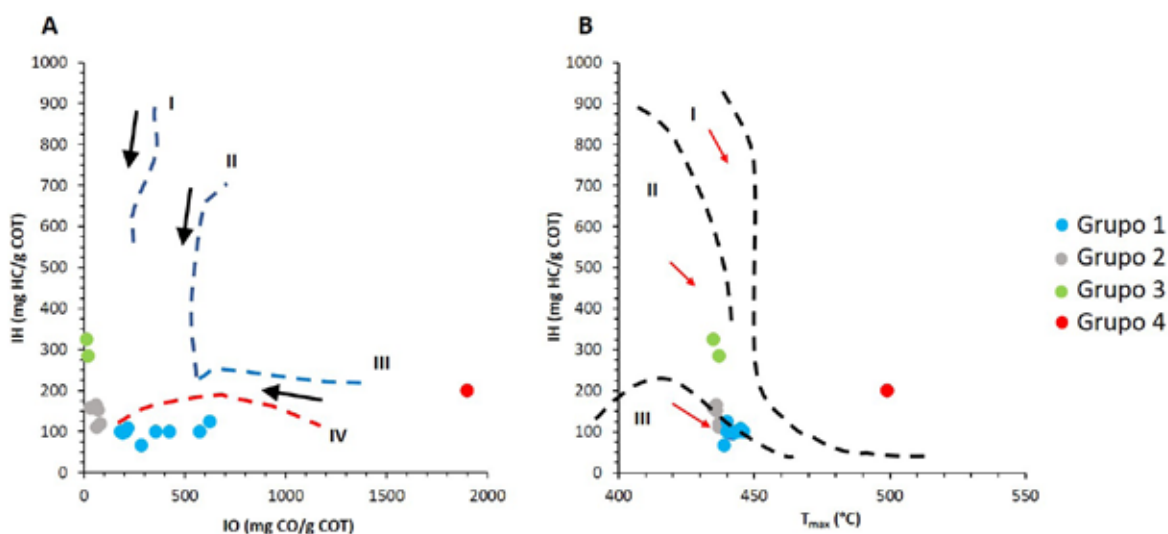 A
1000
900
800
700
600
500
400
300
200
100
0
IH (mg HC/g COT)
I
II
III
IV
0
500
1000
1500
2000
IO (mg CO/g COT)
B
1000
900
800
700
600
500
400
300
200
100
0
IH (mg HC/g COT)
I
II
III
400
450
500
550
Tmax (°C)
Grupo 1
Grupo 2
Grupo 3
Grupo 4